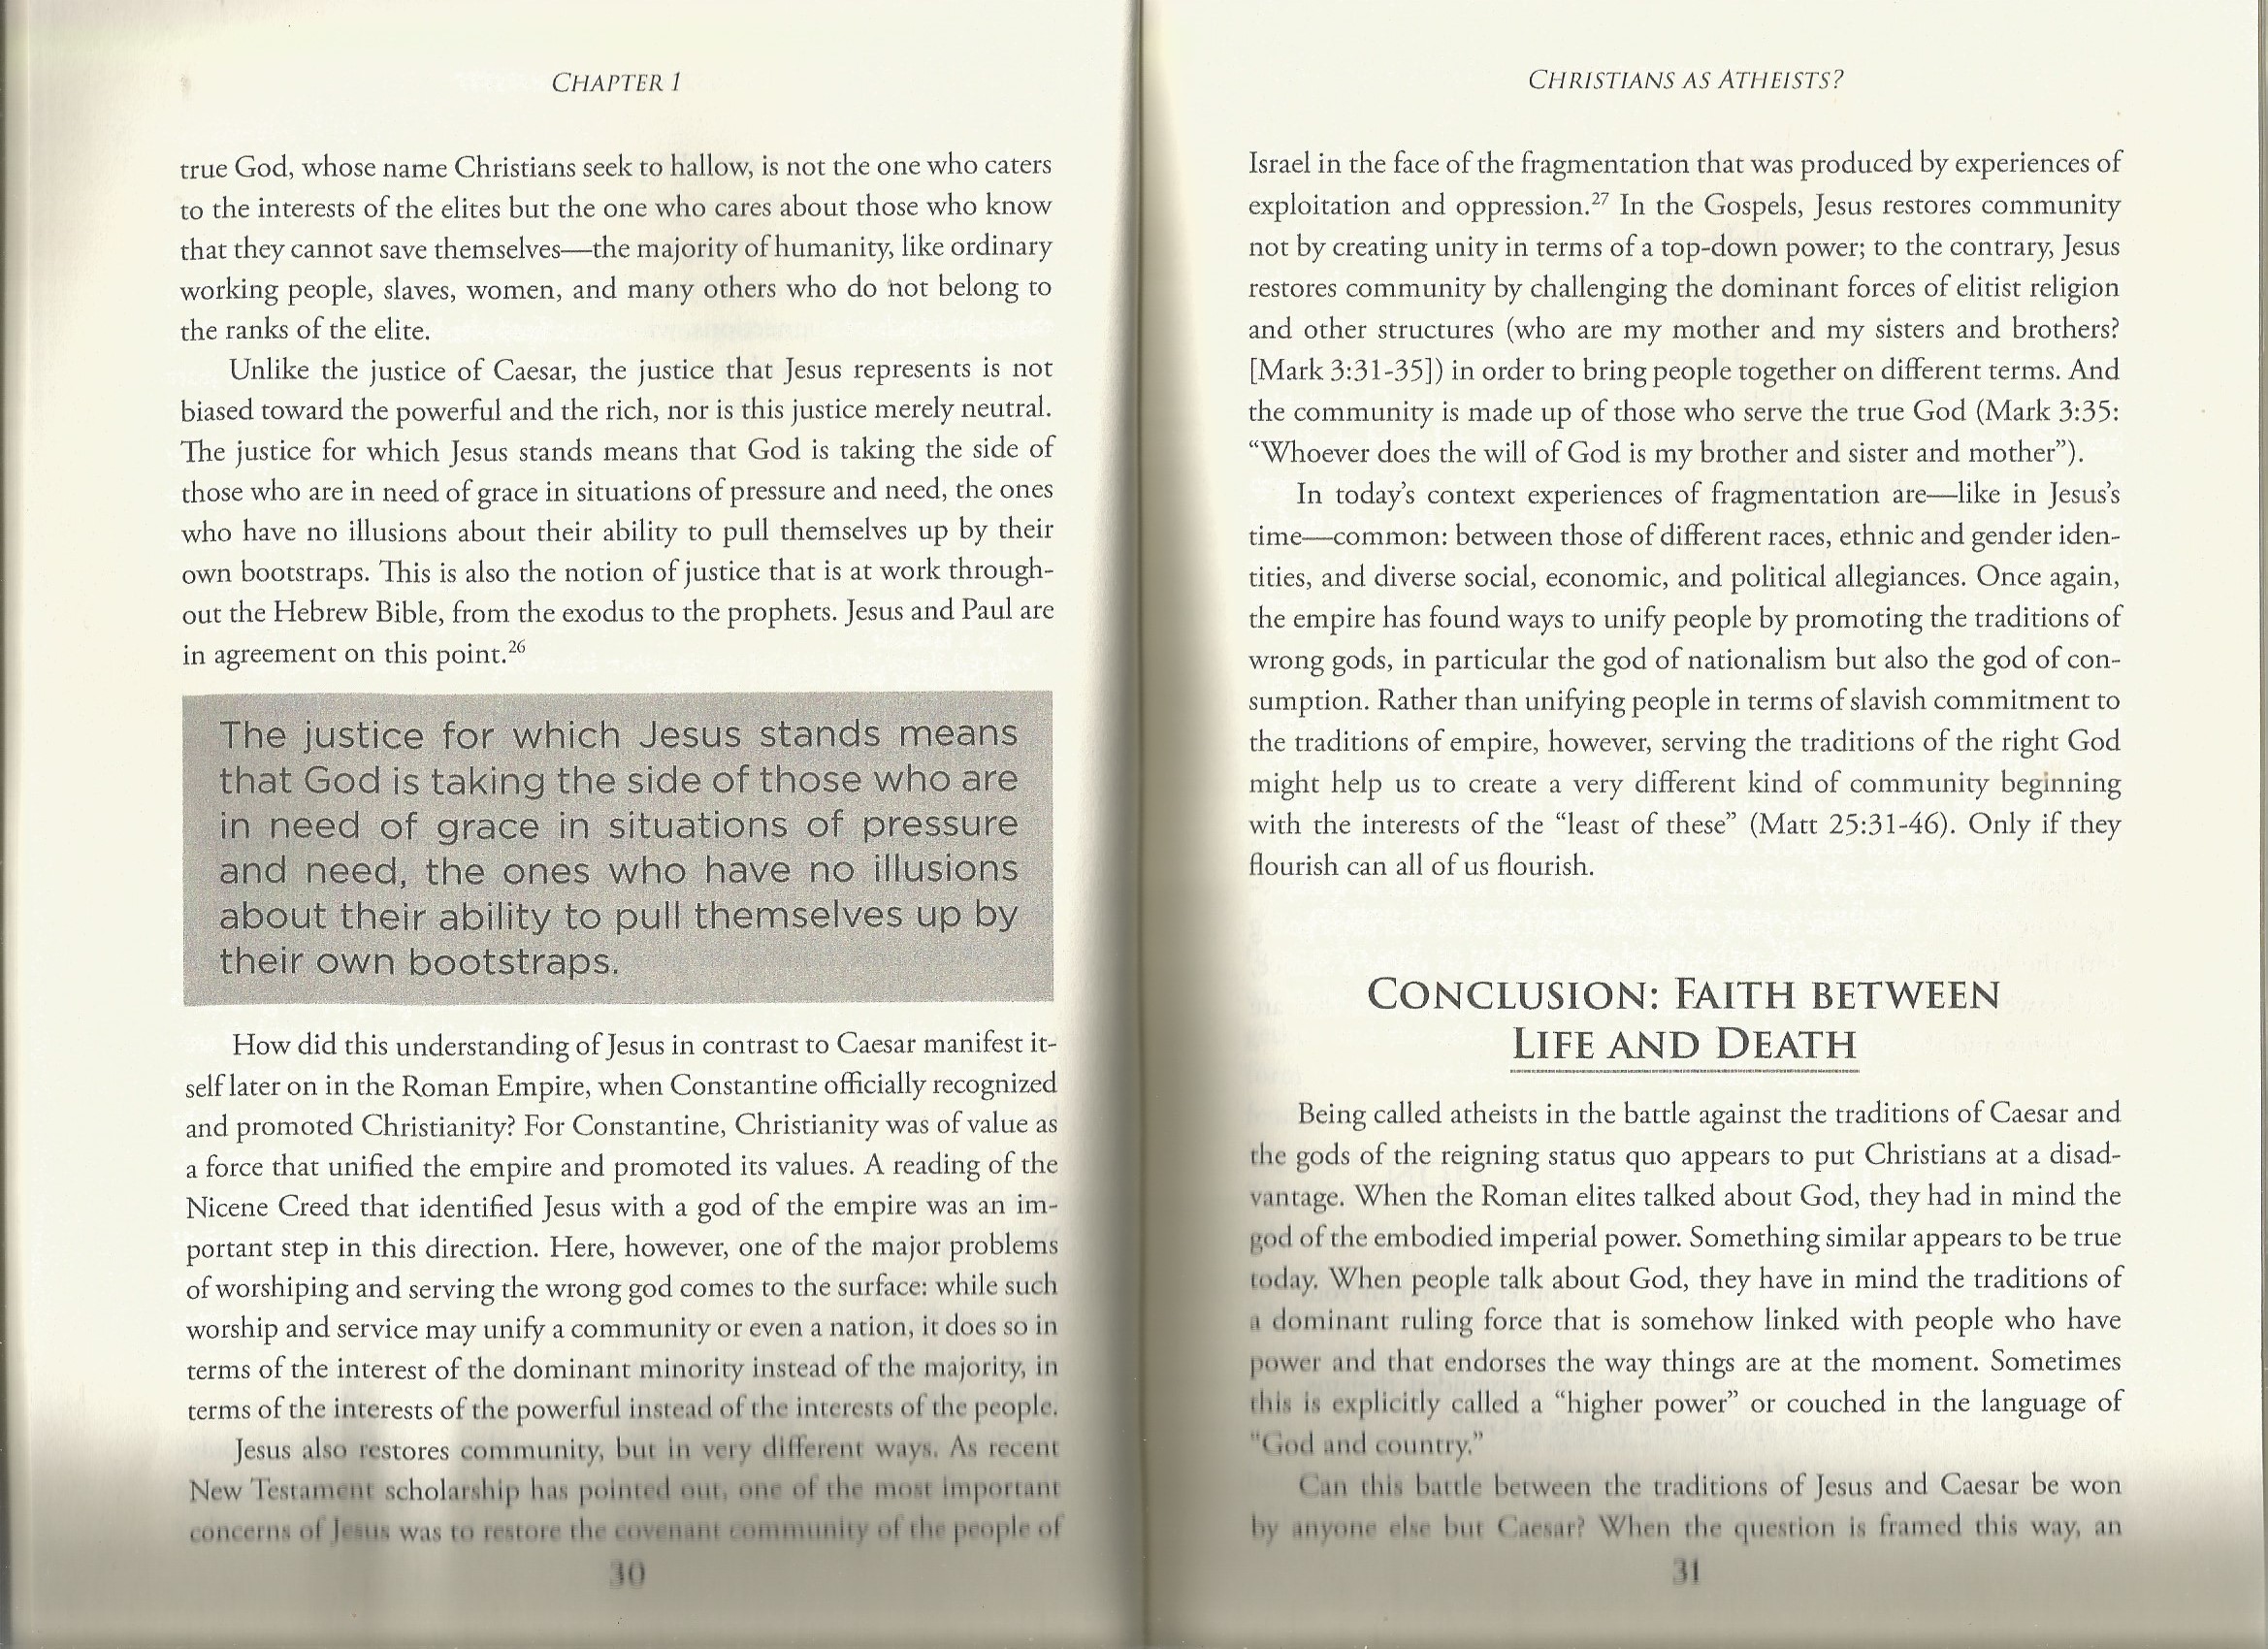 CHAPTER 1
true God, whose name Christians seek to hallow, is not the one who caters
to the interests of the elites but the one who cares about those who know
that they cannot save themselves—the majority of humanity, like ordinary
working people, slaves, women, and many others who do not belong to
the ranks of the elite.
Unlike the justice of Caesar, the justice that Jesus represents is not
biased toward the powerful and the rich, nor is this justice merely neutral.
The justice for which Jesus stands means that God is taking the side of
those who are in need of grace in situations of pressure and need, the ones
who have no illusions about their ability to pull themselves up by their
own bootstraps. This is also the notion of justice that is at work through-
out the Hebrew Bible, from the exodus to the prophets. Jesus and Paul are
in agreement on this point.26
The justice for which Jesus stands means
that God is taking the side of those who are
in need of grace in situations of pressure
and need, the ones who have no illusions
about their ability to pull themselves up by
their own bootstraps.
How did this understanding of Jesus in contrast to Caesar manifest it-
self later on in the Roman Empire, when Constantine officially recognized
and promoted Christianity? For Constantine, Christianity was of value as
a force that unified the empire and promoted its values. A reading of the
Nicene Creed that identified Jesus with a god of the empire was an im-
portant step in this direction. Here, however, one of the major problems
of worshiping and serving the wrong god comes to the surface: while such
worship and service may unify a community or even a nation, it does so in
terms of the interest of the dominant minority instead of the majority, in
terms of the interests of the powerful instead of the interests of the people.
Jesus also restores community, but in very different ways. As recent
New Testament scholarship has pointed out, one of the most important
concerns of Jesus was to restore the covenant community of the people of
30
CHRISTIANS AS ATHEISTS?
Israel in the face of the fragmentation that was produced by experiences of
exploitation and oppression.27 In the Gospels, Jesus restores community
not by creating unity in terms of a top-down power; to the contrary, Jesus
restores community by challenging the dominant forces of elitist religion
and other structures (who are my mother and my sisters and brothers?
[Mark 3:31-35]) in order to bring people together on different terms. And
the community is made up of those who serve the true God (Mark 3:35:
“Whoever does the will of God is my brother and sister and mother”).
In today’s context experiences of fragmentation are—like in Jesus’s
time—common: between those of different races, ethnic and gender iden-
tities, and diverse social, economic, and political allegiances. Once again,
the empire has found ways to unify people by promoting the traditions of
wrong gods, in particular the god of nationalism but also the god of con-
sumption. Rather than unifying people in terms of slavish commitment to
the traditions of empire, however, serving the traditions of the right God
might help us to create a very different kind of community beginning
with the interests of the “least of these” (Matt 25:31-46). Only if they
flourish can all of us flourish.
CONCLUSION: FAITH BETWEEN
LIFE AND DEATH
Being called atheists in the battle against the traditions of Caesar and
the gods of the reigning status quo appears to put Christians at a disad-
vantage. When the Roman elites talked about God, they had in mind the
god of the embodied imperial power. Something similar appears to be true
today. When people talk about God, they have in mind the traditions of
a dominant ruling force that is somehow linked with people who have
power and that endorses the way things are at the moment. Sometimes
this is explicitly called a “higher power” or couched in the language of
“God and country.”
Can this battle between the traditions of Jesus and Caesar be won
by anyone else but Caesar? When the question is framed this way, an
31